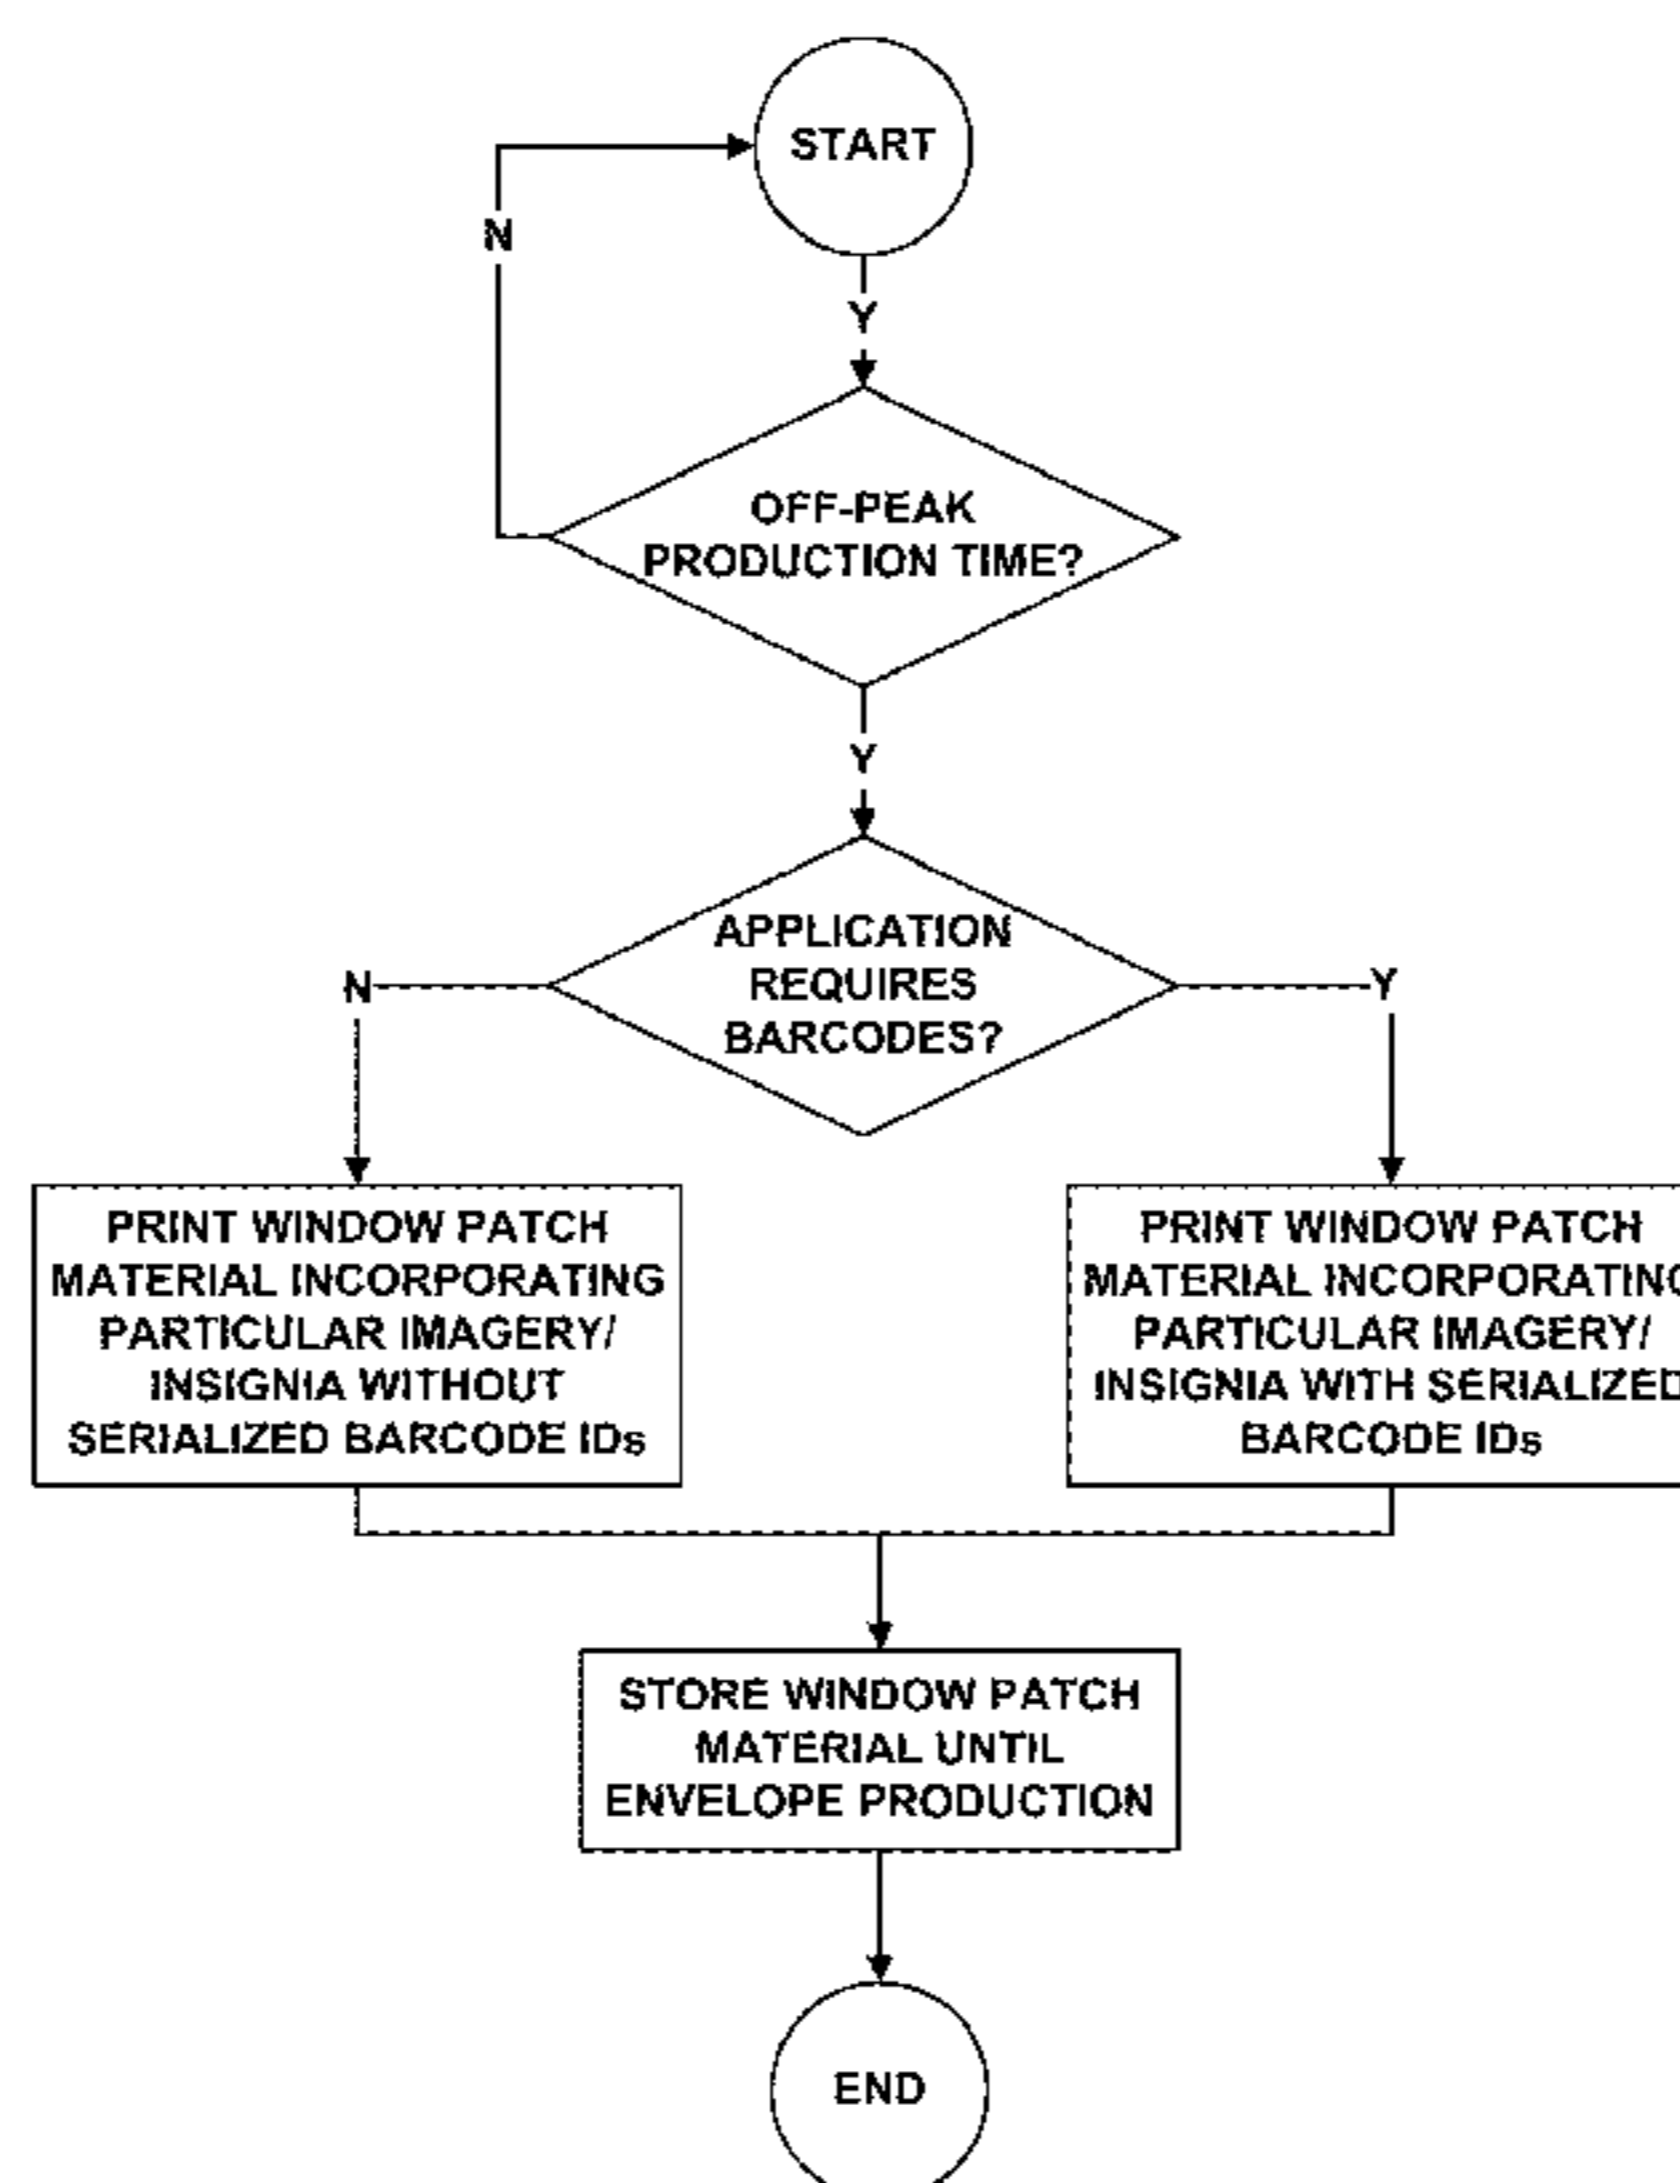 START
N
Y
OFF-PEAK
PRODUCTION TIME?
Y
APPLICATION
REQUIRES
BARCODES?
N
Y
PRINT WINDOW PATCH
MATERIAL INCORPORATING
PARTICULAR IMAGERY/
INSIGNIA WITHOUT
SERIALIZED BARCODE IDs
PRINT WINDOW PATCH
MATERIAL INCORPORATING
PARTICULAR IMAGERY/
INSIGNIA WITH SERIALIZED
BARCODE IDs
STORE WINDOW PATCH
MATERIAL UNTIL
ENVELOPE PRODUCTION
END